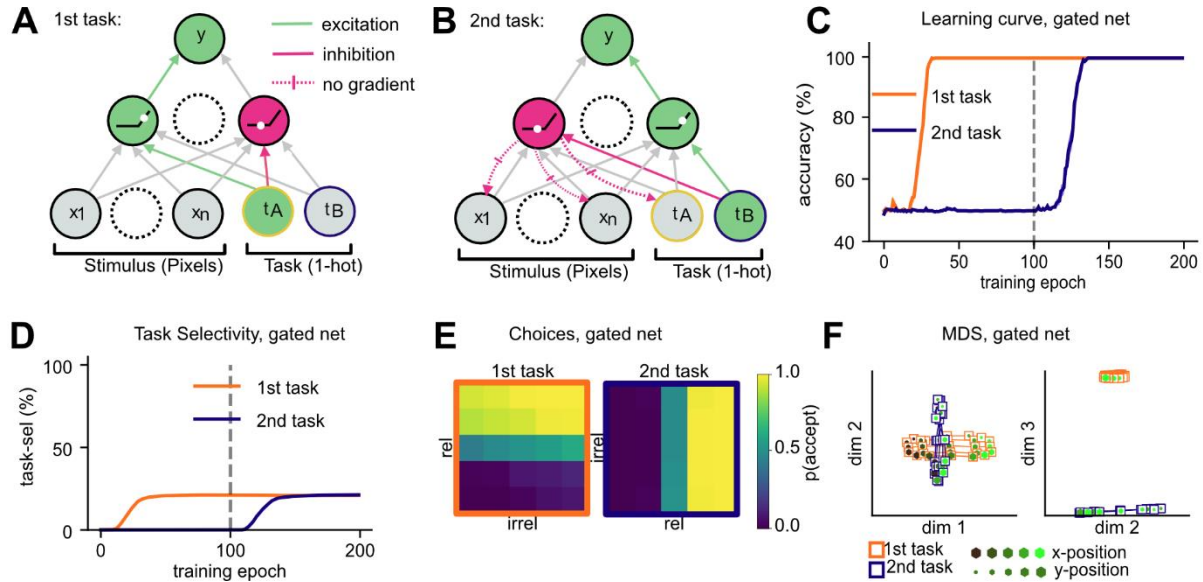 A 1st task:
y
excitation
inhibition
no gradient
x1 xn tA tB
Stimulus (Pixels) Task (1-hot)
B 2nd task:
y
x1 xn tA tB
Stimulus (Pixels) Task (1-hot)
C Learning curve, gated net
accuracy (%)
100
80
60
40
1st task
2nd task
0 50 100 150 200
training epoch
D Task Selectivity, gated net
task-sel (%)
100
50
0
1st task
2nd task
0 100 200
training epoch
E Choices, gated net
1st task 2nd task
rel irrel
irrel rel
1.0
0.5
0.0
p(accept)
F MDS, gated net
dim 2
dim 1
dim 3
dim 2
1st task
2nd task
x-position
y-position